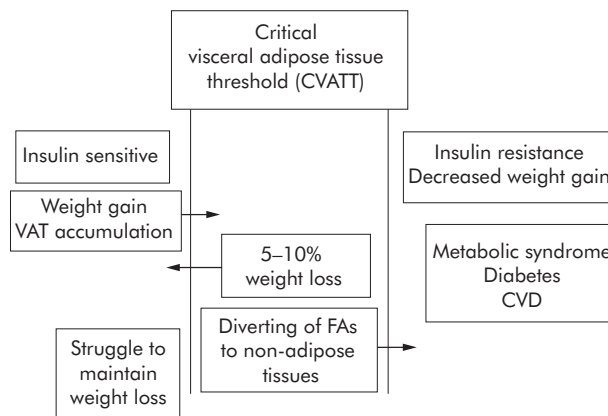 Critical
visceral adipose tissue
threshold (CVATT)
Insulin sensitive
Weight gain
VAT accumulation
5–10%
weight loss
Diverting of FAs
to non-adipose
tissues
Struggle to
maintain
weight loss
Insulin resistance
Decreased weight gain
Metabolic syndrome
Diabetes
CVD